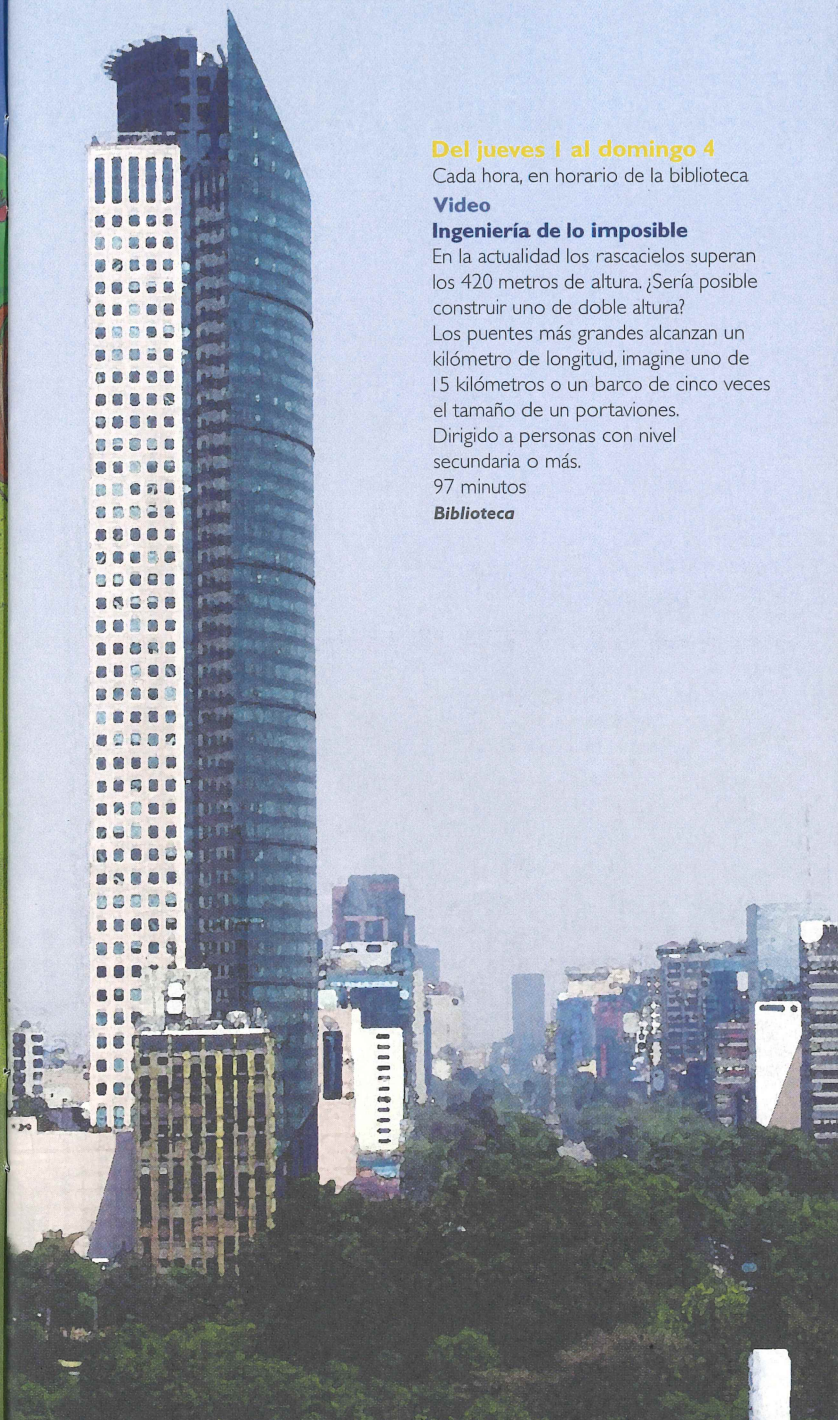 Del jueves 1 al domingo 4
Cada hora, en horario de la biblioteca
Video
Ingeniería de lo imposible
En la actualidad los rascacielos superan
los 420 metros de altura. ¿Sería posible
construir uno de doble altura?
Los puentes más grandes alcanzan un
kilómetro de longitud, imagine uno de
15 kilómetros o un barco de cinco veces
el tamaño de un portaviones.
Dirigido a personas con nivel
secundaria o más.
97 minutos
Biblioteca